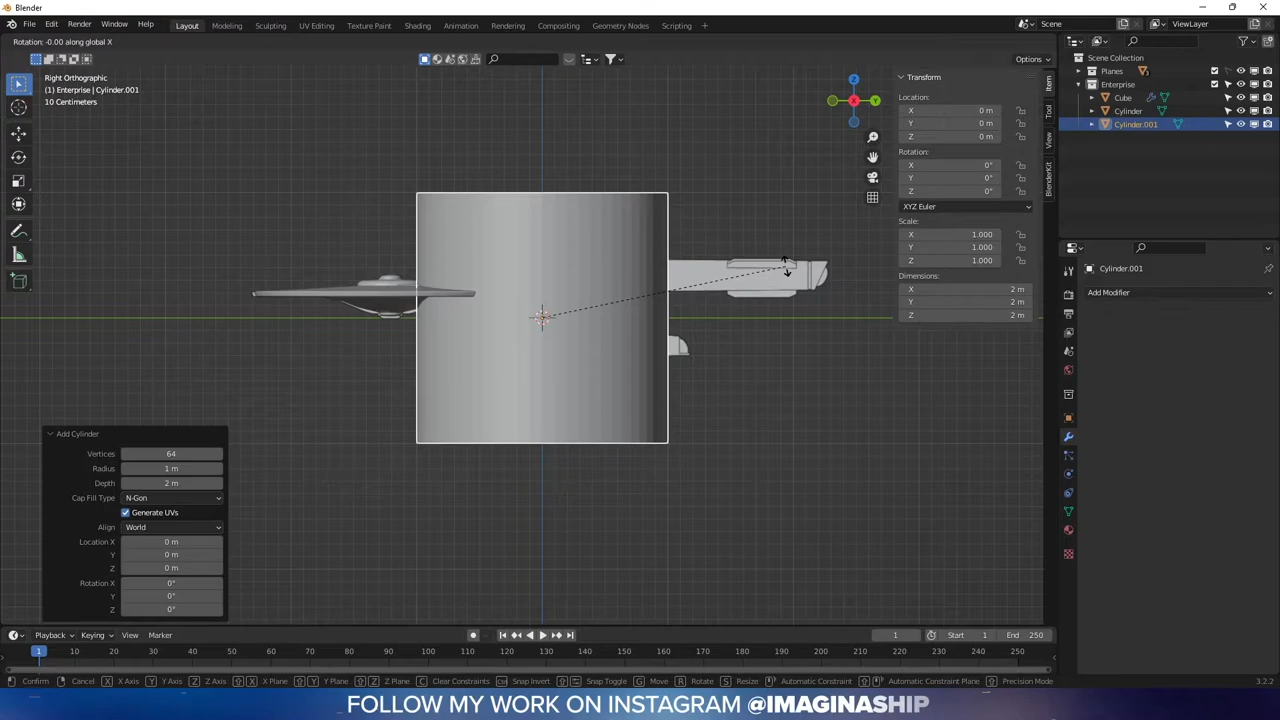 Blender
File Edit Render Window Help Layout Modeling Sculpting UV Editing Texture Paint Shading Animation Rendering Compositing Geometry Nodes Scripting + Scene ViewLayer
Rotation: -0.00 along global X
Options
Right Orthographic
(1) Enterprise | Cylinder.001
10 Centimeters
Z
Y
X
Transform
Location:
X 0 m
Y 0 m
Z 0 m
Rotation:
X 0°
Y 0°
Z 0°
XYZ Euler
Scale:
X 1.000
Y 1.000
Z 1.000
Dimensions:
X 2 m
Y 2 m
Z 2 m
Item
Tool
View
BlenderKit
Scene Collection
Planes 3
Enterprise
Cube
Cylinder
Cylinder.001
Cylinder.001
Add Modifier
Add Cylinder
Vertices 64
Radius 1 m
Depth 2 m
Cap Fill Type N-Gon
Generate UVs
Align World
Location X 0 m
Y 0 m
Z 0 m
Rotation X 0°
Y 0°
Z 0°
Playback Keying View Marker 1 Start 1 End 250
1 10 20 30 40 50 60 70 80 90 100 110 120 130 140 150 160 170 180 190 200 210 220 230 240 250
Confirm Cancel X X Axis Y Y Axis Z Z Axis X X Plane Y Y Plane Z Z Plane C Clear Constraints Snap Invert Snap Toggle G Move R Rotate S Resize Automatic Constraint Automatic Constraint Plane Precision Mode 3.2.2
FOLLOW MY WORK ON INSTAGRAM @IMAGINASHIP